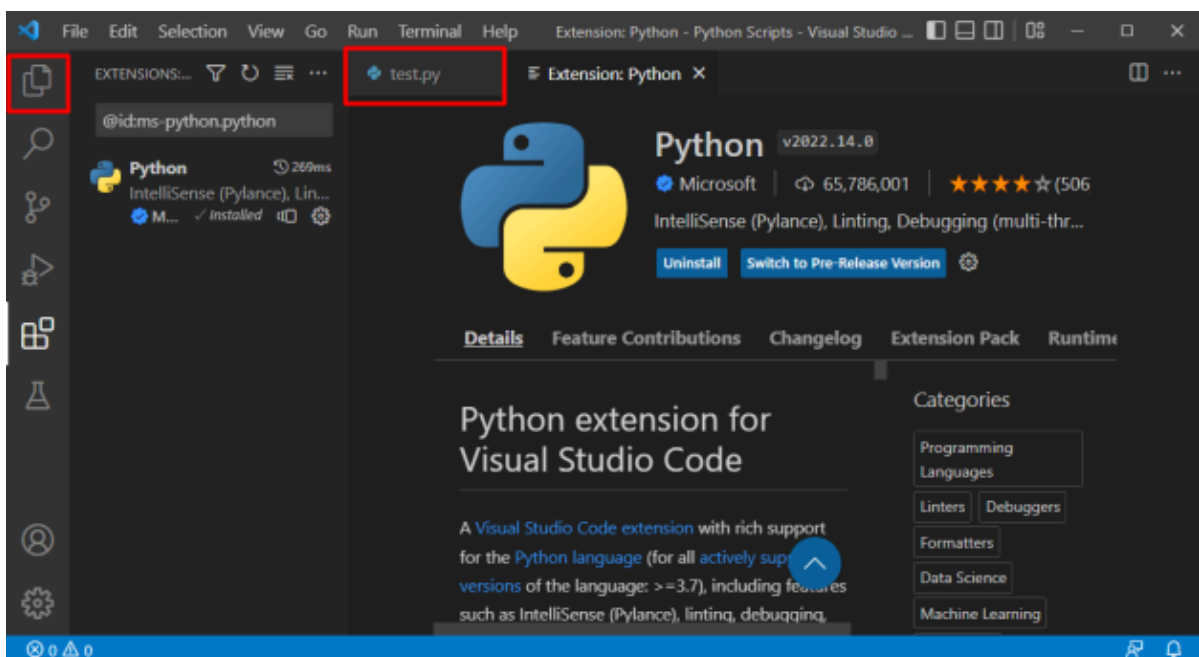 File Edit Selection View Go Run Terminal Help Extension: Python - Python Scripts - Visual Studio ...
EXTENSIONS:... ...
test.py
Extension: Python
@id:ms-python.python
Python 269ms
IntelliSense (Pylance), Lin...
M... Installed
Python v2022.14.0
Microsoft 65,786,001 (506
IntelliSense (Pylance), Linting, Debugging (multi-thr...
Uninstall Switch to Pre-Release Version
Details Feature Contributions Changelog Extension Pack Runtime
Python extension for
Visual Studio Code
A Visual Studio Code extension with rich support
for the Python language (for all actively
versions of the language: >=3.7), including
such as IntelliSense (Pylance), linting, debugging,
Categories
Programming
Languages
Linters Debuggers
Formatters
Data Science
Machine Learning
0 0